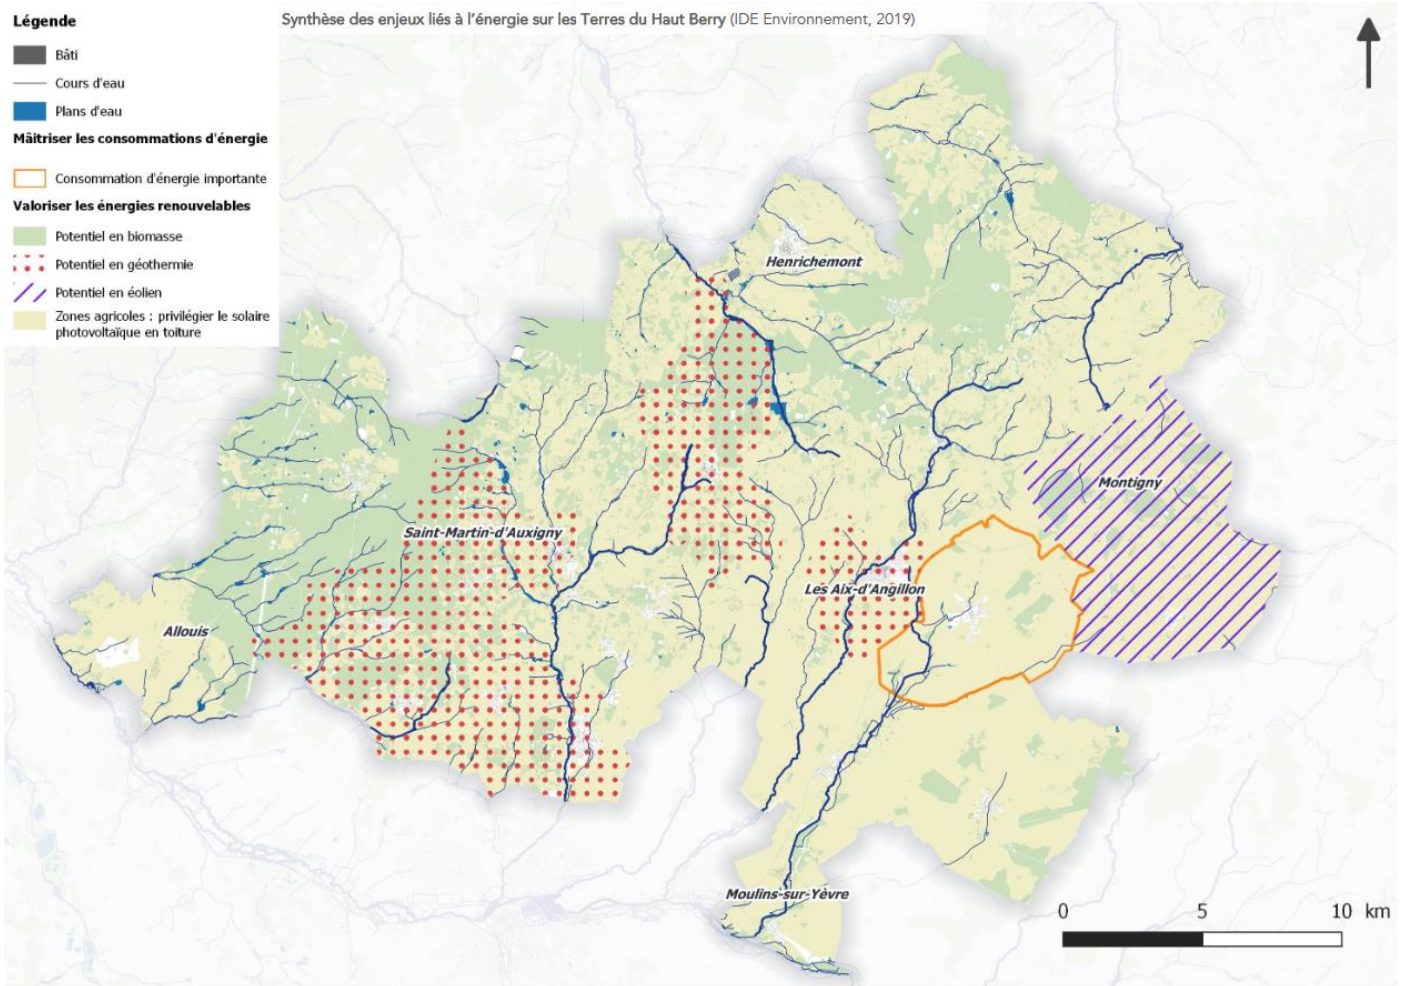 Synthèse des enjeux liés à l'énergie sur les Terres du Haut Berry (IDE Environnement, 2019)
Légende
Bâti
Cours d'eau
Plans d'eau
Mâitriser les consommations d'énergie
Consommation d'énergie importante
Valoriser les énergies renouvelables
Potentiel en biomasse
Potentiel en géothermie
Potentiel en éolien
Zones agricoles : privilégier le solaire
photovoltaïque en toiture
Henrichemont
Montigny
Saint-Martin-d'Auxigny
Les Aix-d'Angillon
Allouis
Moulins-sur-Yèvre
0 5 10 km